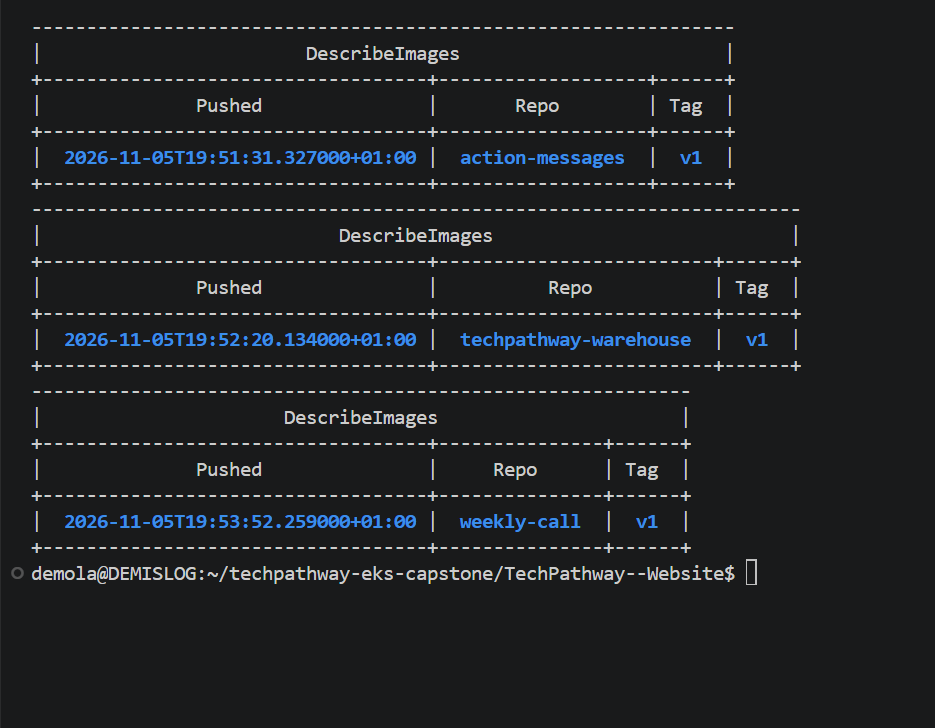 ----------------------------------------------------------------
|                        DescribeImages                        |
+-----------------------------------+-------------------+------+
|              Pushed               |       Repo        | Tag  |
+-----------------------------------+-------------------+------+
|  2026-11-05T19:51:31.327000+01:00 |  action-messages  |  v1  |
+-----------------------------------+-------------------+------+
----------------------------------------------------------------------
|                           DescribeImages                           |
+-----------------------------------+-------------------------+------+
|              Pushed               |          Repo           | Tag  |
+-----------------------------------+-------------------------+------+
|  2026-11-05T19:52:20.134000+01:00 |  techpathway-warehouse  |  v1  |
+-----------------------------------+-------------------------+------+
------------------------------------------------------------
|                      DescribeImages                      |
+-----------------------------------+---------------+------+
|              Pushed               |     Repo      | Tag  |
+-----------------------------------+---------------+------+
|  2026-11-05T19:53:52.259000+01:00 |  weekly-call  |  v1  |
+-----------------------------------+---------------+------+
demola@DEMISLOG:~/techpathway-eks-capstone/TechPathway--Website$